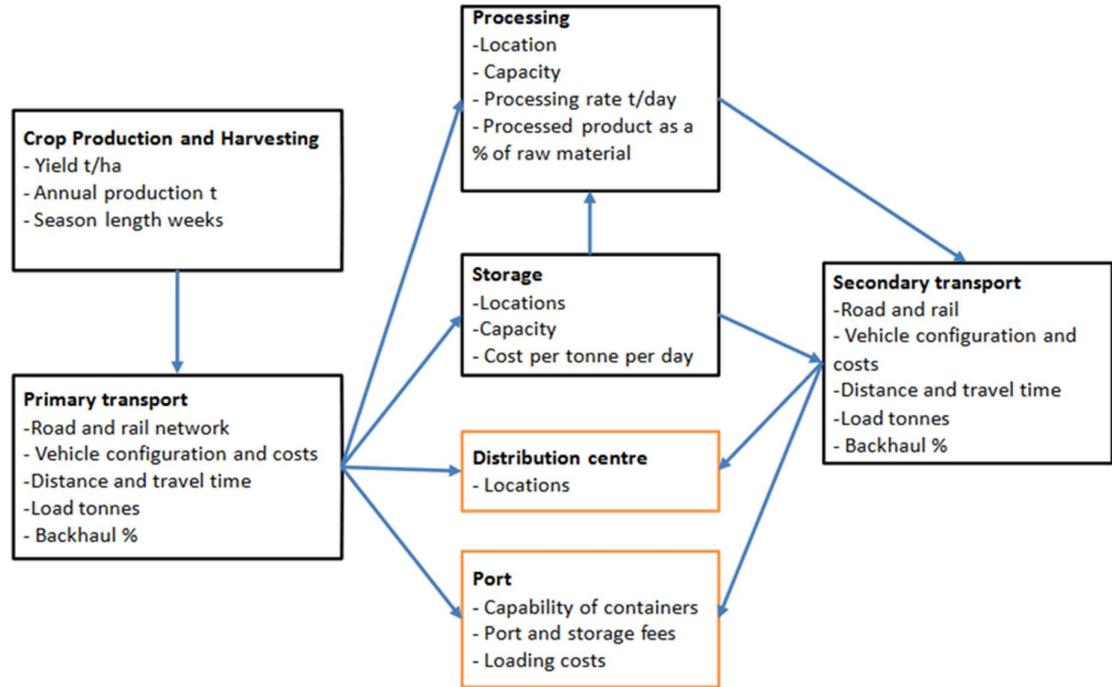 Processing
-Location
- Capacity
- Processing rate t/day
- Processed product as a
% of raw material
Crop Production and Harvesting
- Yield t/ha
- Annual production t
- Season length weeks
Storage
-Locations
-Capacity
- Cost per tonne per day
Secondary transport
-Road and rail
- Vehicle configuration and
costs
-Distance and travel time
-Load tonnes
- Backhaul %
Primary transport
-Road and rail network
- Vehicle configuration and costs
-Distance and travel time
-Load tonnes
- Backhaul %
Distribution centre
- Locations
Port
- Capability of containers
- Port and storage fees
- Loading costs